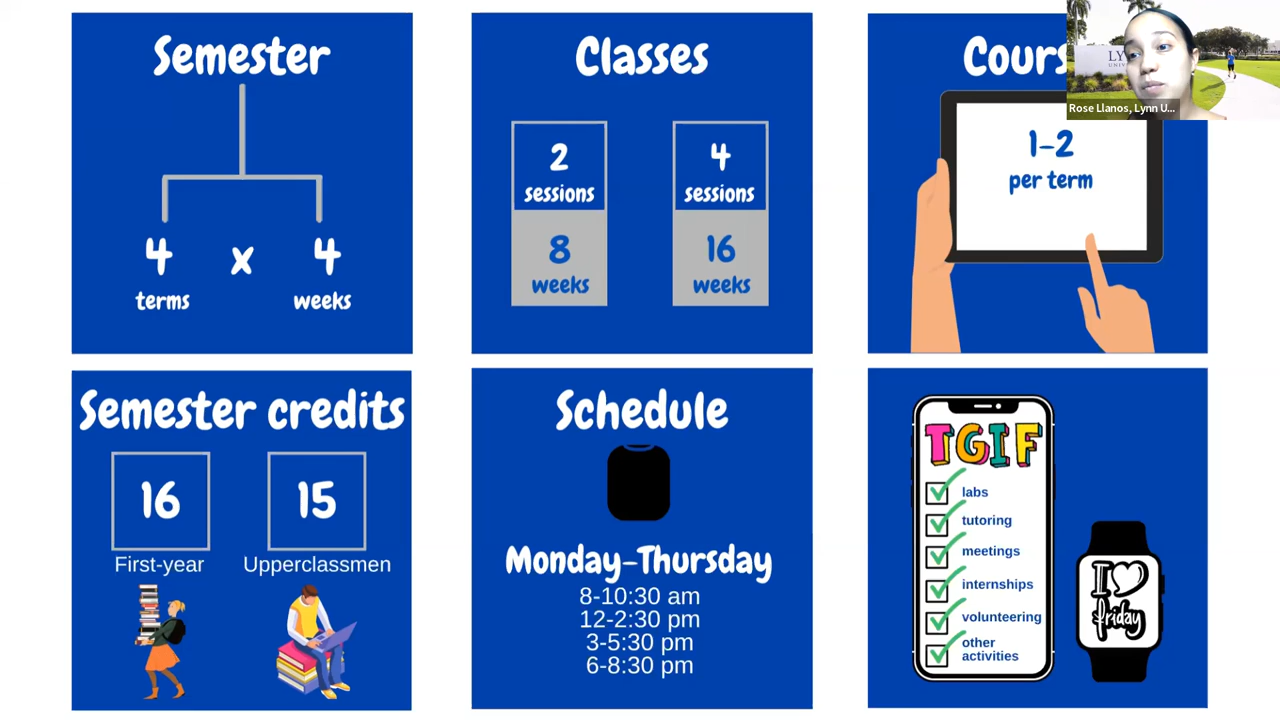 Semester
4 x 4
terms weeks
Classes
2
sessions
8
weeks
4
sessions
16
weeks
Cours
1-2
per term
LY
Rose Llanos, Lynn U...
Semester credits
16 15
First-year Upperclassmen
Schedule
Monday-Thursday
8-10:30 am
12-2:30 pm
3-5:30 pm
6-8:30 pm
TGIF
labs
tutoring
meetings
internships
volunteering
other
activities
I
friday